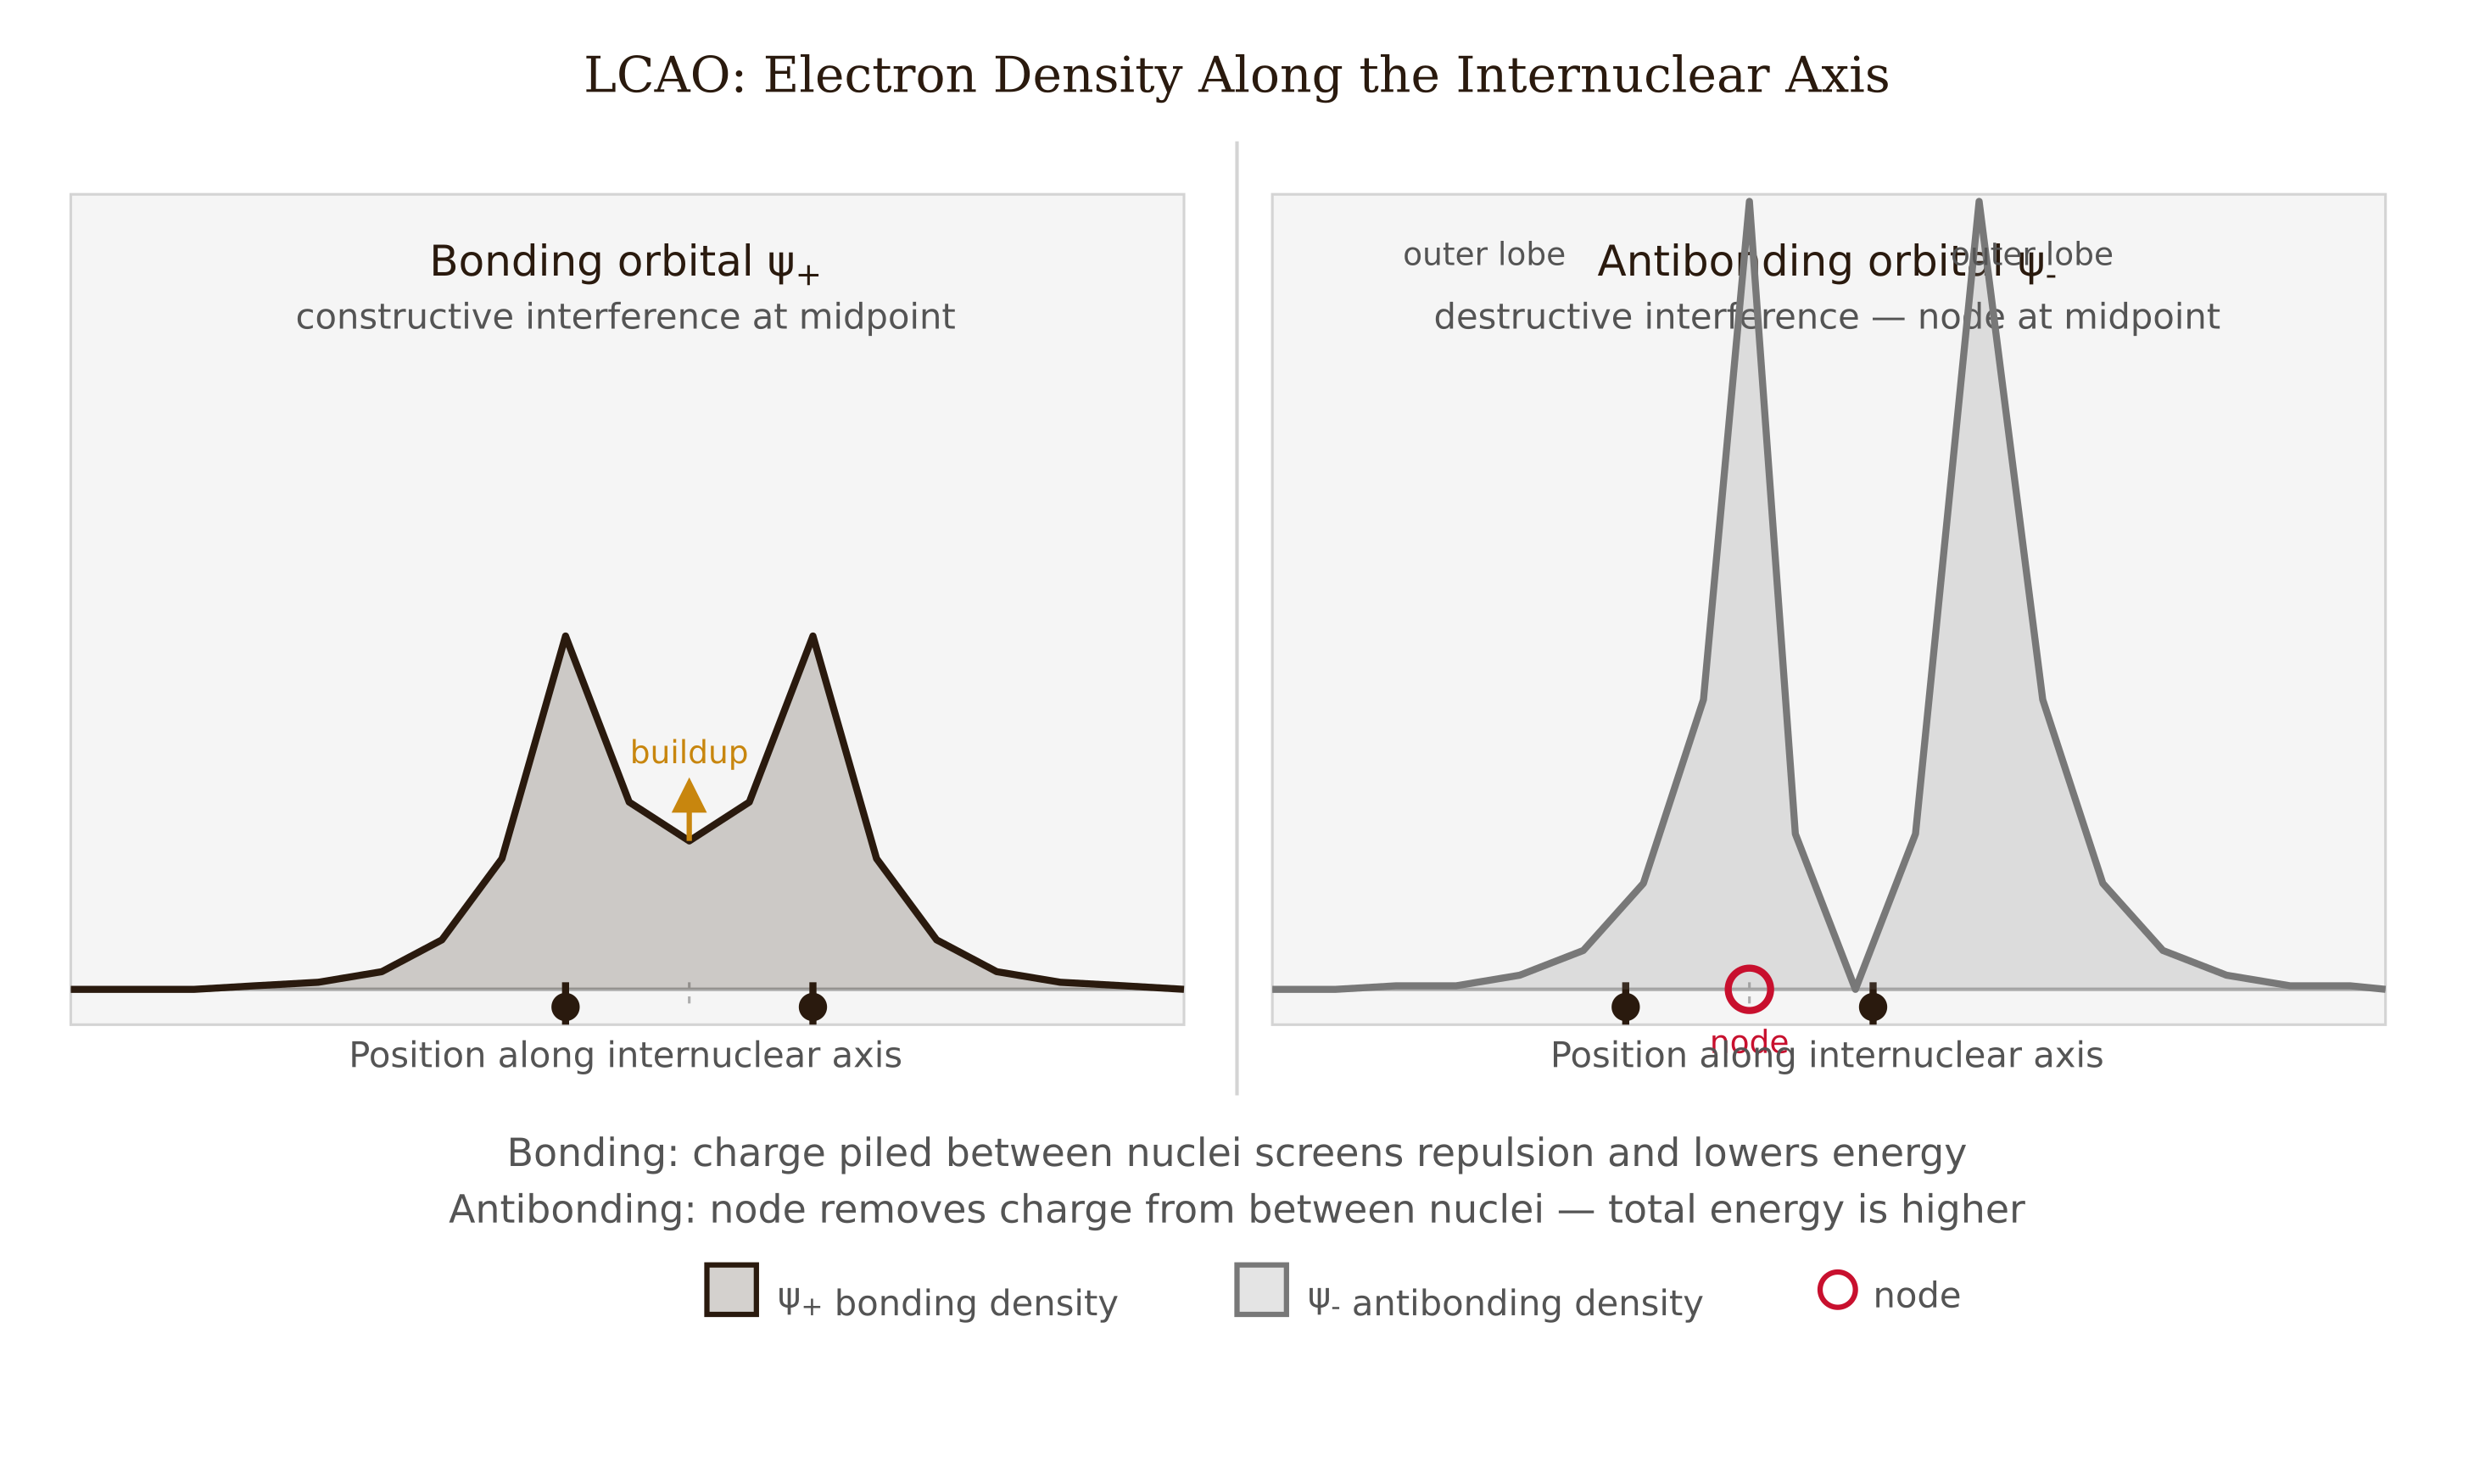 LCAO: Electron Density Along the Internuclear Axis
Bonding orbital ψ₊
constructive interference at midpoint
buildup
Position along internuclear axis
outer lobe
Antibonding orbital ψ₋
outer lobe
destructive interference — node at midpoint
node
Position along internuclear axis
Bonding: charge piled between nuclei screens repulsion and lowers energy
Antibonding: node removes charge from between nuclei — total energy is higher
ψ₊ bonding density
ψ₋ antibonding density
node